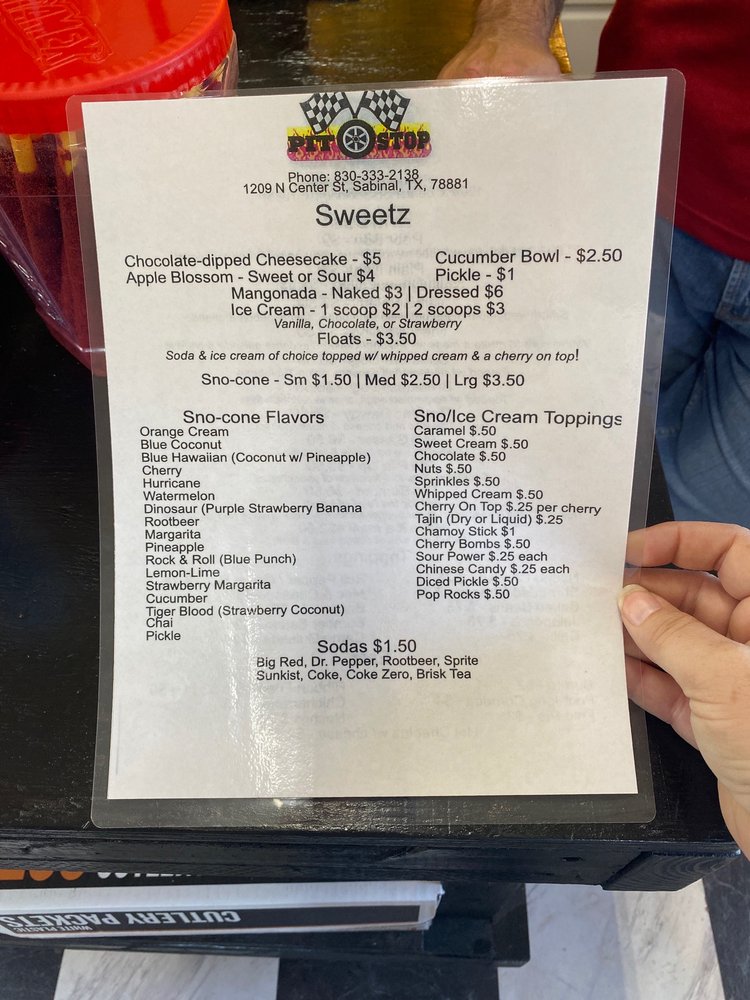 PIT STOP
Phone: 830-333-2138
1209 N Center St, Sabinal, TX, 78881
Sweetz
Chocolate-dipped Cheesecake - $5
Cucumber Bowl - $2.50
Apple Blossom - Sweet or Sour $4
Pickle - $1
Mangonada - Naked $3 | Dressed $6
Ice Cream - 1 scoop $2 | 2 scoops $3
Vanilla, Chocolate, or Strawberry
Floats - $3.50
Soda & ice cream of choice topped w/ whipped cream & a cherry on top!
Sno-cone - Sm $1.50 | Med $2.50 | Lrg $3.50
Sno-cone Flavors
Orange Cream
Blue Coconut
Blue Hawaiian (Coconut w/ Pineapple)
Cherry
Hurricane
Watermelon
Dinosaur (Purple Strawberry Banana
Rootbeer
Margarita
Pineapple
Rock & Roll (Blue Punch)
Lemon-Lime
Strawberry Margarita
Cucumber
Tiger Blood (Strawberry Coconut)
Chai
Pickle
Sno/Ice Cream Toppings
Caramel $.50
Sweet Cream $.50
Chocolate $.50
Nuts $.50
Sprinkles $.50
Whipped Cream $.50
Cherry On Top $.25 per cherry
Tajin (Dry or Liquid) $.25
Chamoy Stick $1
Cherry Bombs $.50
Sour Power $.25 each
Chinese Candy $.25 each
Diced Pickle $.50
Pop Rocks $.50
Sodas $1.50
Big Red, Dr. Pepper, Rootbeer, Sprite
Sunkist, Coke, Coke Zero, Brisk Tea
WHITE PLASTIC
CUTLERY PACKETS